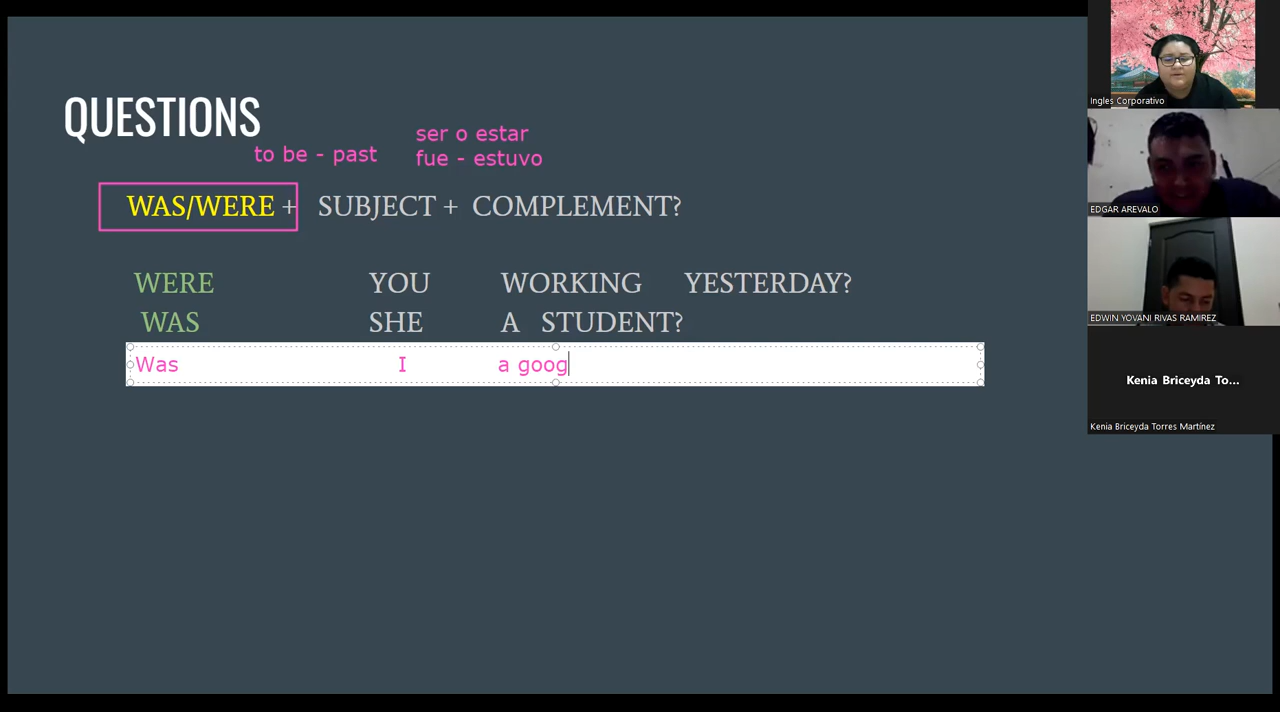 QUESTIONS
to be - past
ser o estar
fue - estuvo
WAS/WERE + SUBJECT + COMPLEMENT?
WERE YOU WORKING YESTERDAY?
WAS SHE A STUDENT?
Was I a goog
Ingles Corporativo
EDGAR AREVALO
EDWIN YOVANI RIVAS RAMIREZ
Kenia Briceyda To...
Kenia Briceyda Torres Martínez